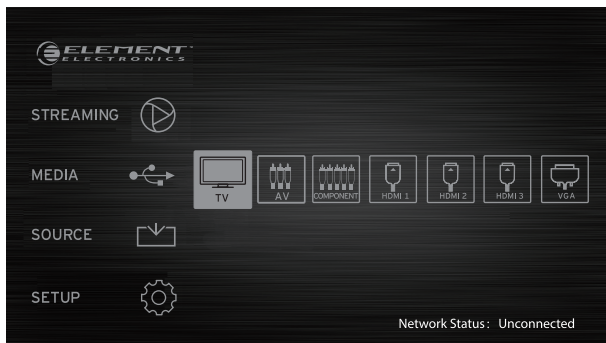 ELEMENT
ELECTRONICS
STREAMING
MEDIA
TV AV COMPONENT HDMI 1 HDMI 2 HDMI 3 VGA
SOURCE
SETUP
Network Status: Unconnected